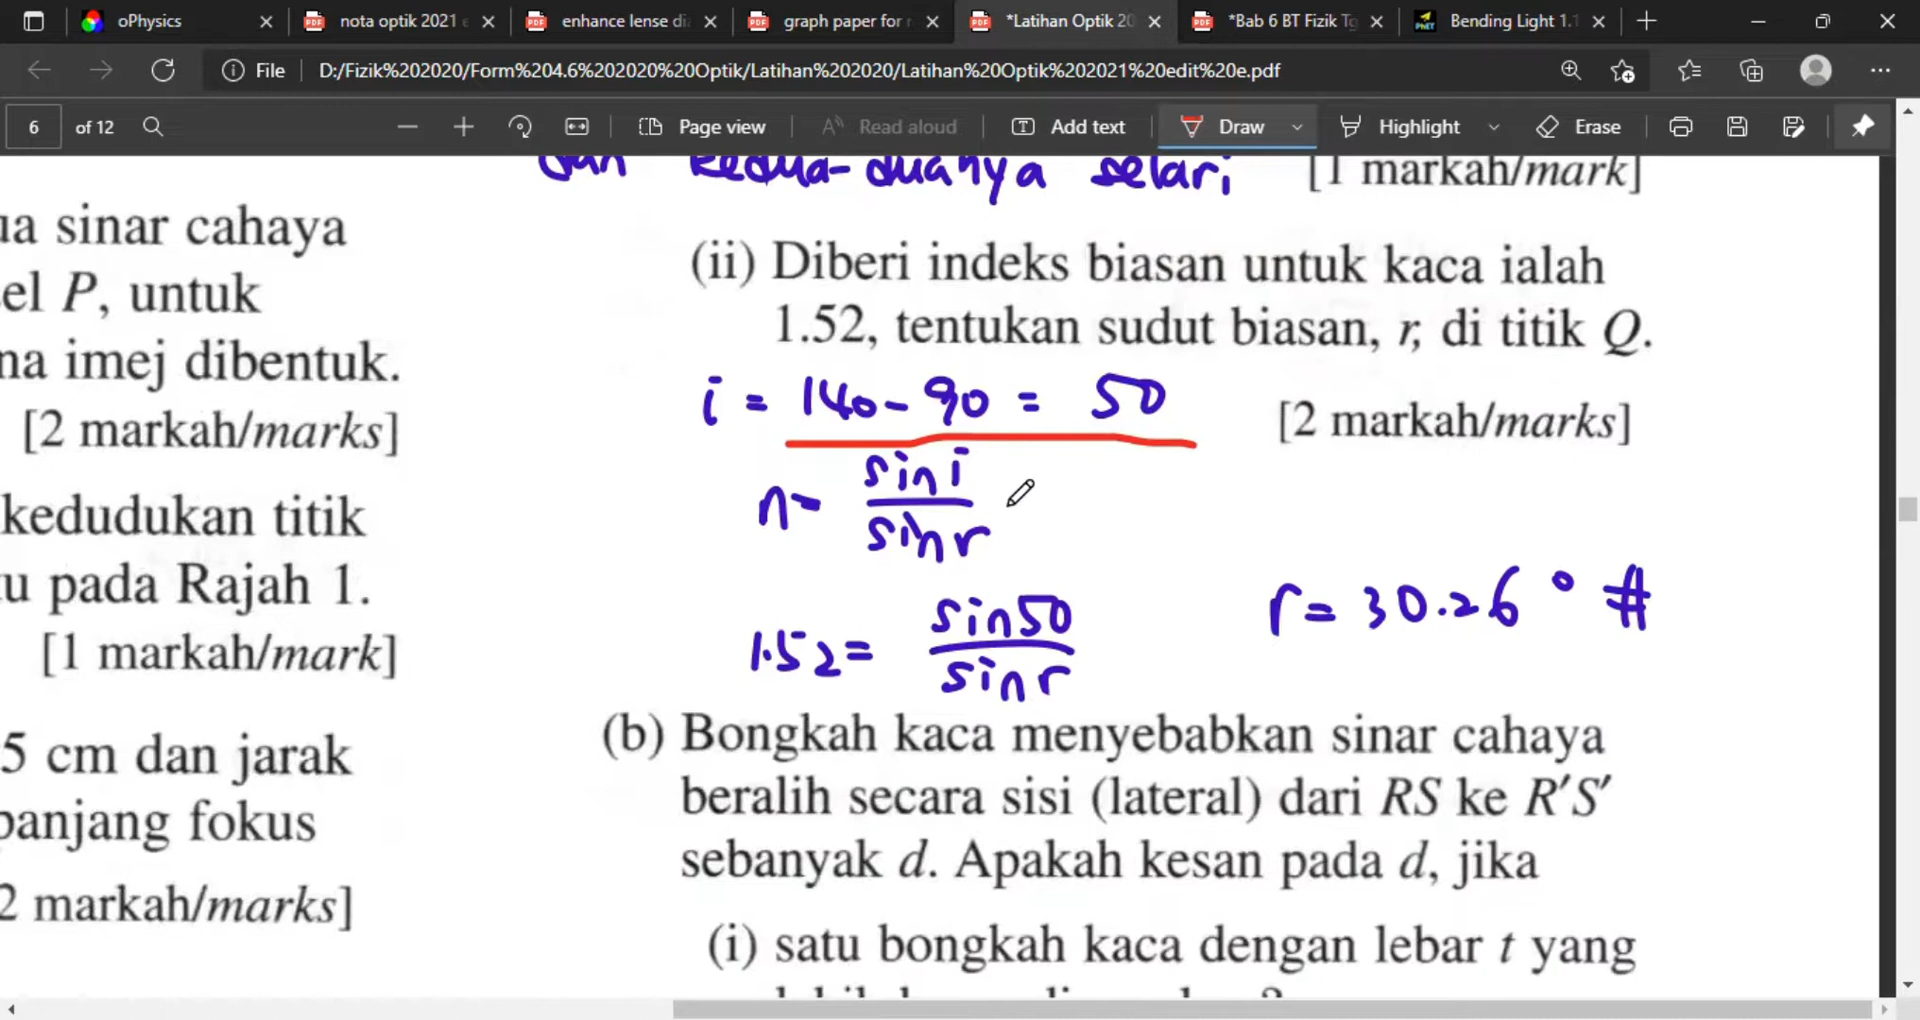 oPhysics
nota optik 2021
enhance lense di
graph paper for
*Latihan Optik 20
*Bab 6 BT Fizik Tg
Bending Light 1.1
File
D:/Fizik%202020/Form%204.6%202020%20Optik/Latihan%202020/Latihan%20Optik%202021%20edit%20e.pdf
6 of 12
Page view
Read aloud
Add text
Draw
Highlight
Erase
dan kedua-duanya selari [1 markah/mark]
ua sinar cahaya
el P, untuk
na imej dibentuk.
[2 markah/marks]
kedudukan titik
u pada Rajah 1.
[1 markah/mark]
5 cm dan jarak
panjang fokus
2 markah/marks]
(ii) Diberi indeks biasan untuk kaca ialah
1.52, tentukan sudut biasan, r, di titik Q.
i = 140 - 90 = 50
[2 markah/marks]
n = sin i / sin r
1.52 = sin 50 / sin r
r = 30.26° #
(b) Bongkah kaca menyebabkan sinar cahaya
beralih secara sisi (lateral) dari RS ke R′S′
sebanyak d. Apakah kesan pada d, jika
(i) satu bongkah kaca dengan lebar t yang